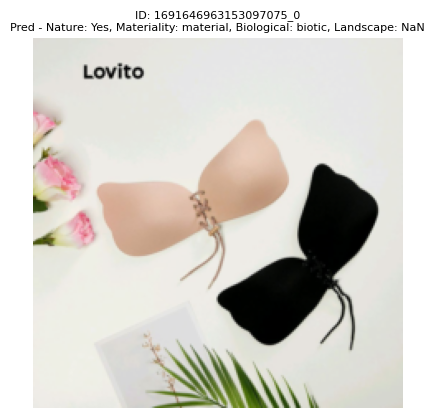 ID: 1691646963153097075_0
Pred - Nature: Yes, Materiality: material, Biological: biotic, Landscape: NaN
Lovito